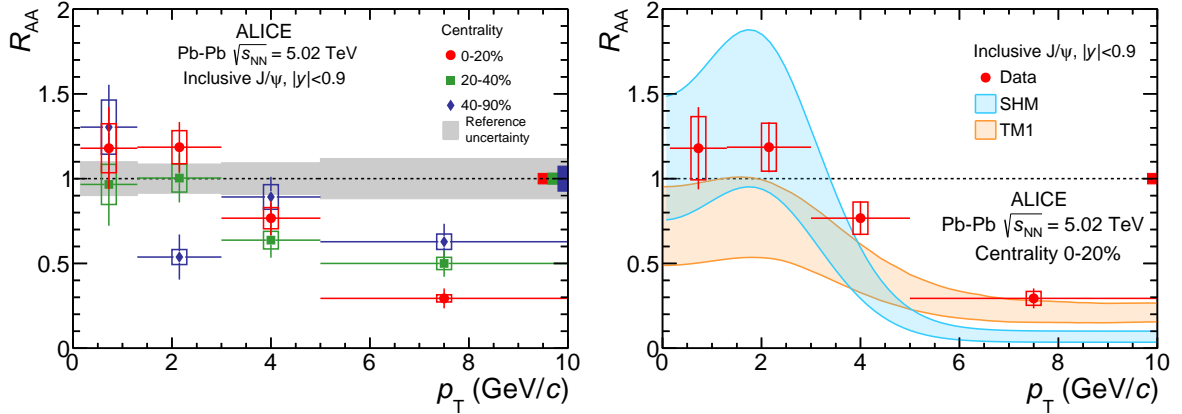 R_AA
2
1.5
1
0.5
0
ALICE
Pb-Pb √s_NN = 5.02 TeV
Inclusive J/ψ, |y|<0.9
Centrality
0-20%
20-40%
40-90%
Reference
uncertainty
0 2 4 6 8 10
p_T (GeV/c)
R_AA
2
1.5
1
0.5
0
Inclusive J/ψ, |y|<0.9
Data
SHM
TM1
ALICE
Pb-Pb √s_NN = 5.02 TeV
Centrality 0-20%
0 2 4 6 8 10
p_T (GeV/c)